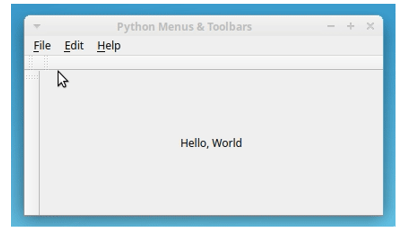 Python Menus & Toolbars
File Edit Help
Hello, World